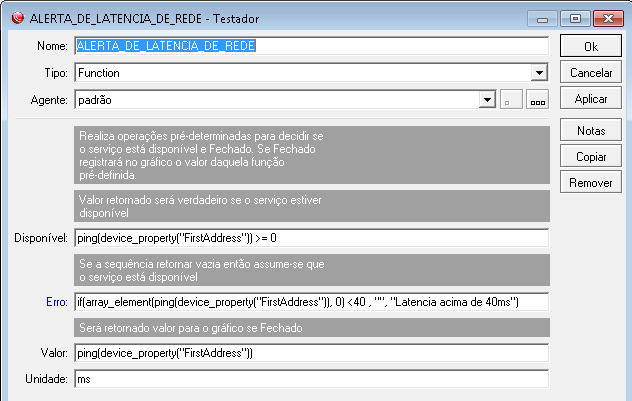 ALERTA_DE_LATENCIA_DE_REDE - Testador
Nome: ALERTA_DE_LATENCIA_DE_REDE
Ok
Tipo: Function
Cancelar
Agente: padrão
Aplicar
Realiza operações pré-determinadas para decidir se
o serviço está disponível e Fechado. Se Fechado
registrará no gráfico o valor daquela função
pré-definida.
Notas
Copiar
Remover
Valor retornado será verdadeiro se o serviço estiver
disponível
Disponível: ping(device_property("FirstAddress")) >= 0
Se a sequência retornar vazia então assume-se que
o serviço está disponível
Erro: if(array_element(ping(device_property("FirstAddress")), 0) <40 , "", "Latencia acima de 40ms")
Será retornado valor para o gráfico se Fechado
Valor: ping(device_property("FirstAddress"))
Unidade: ms